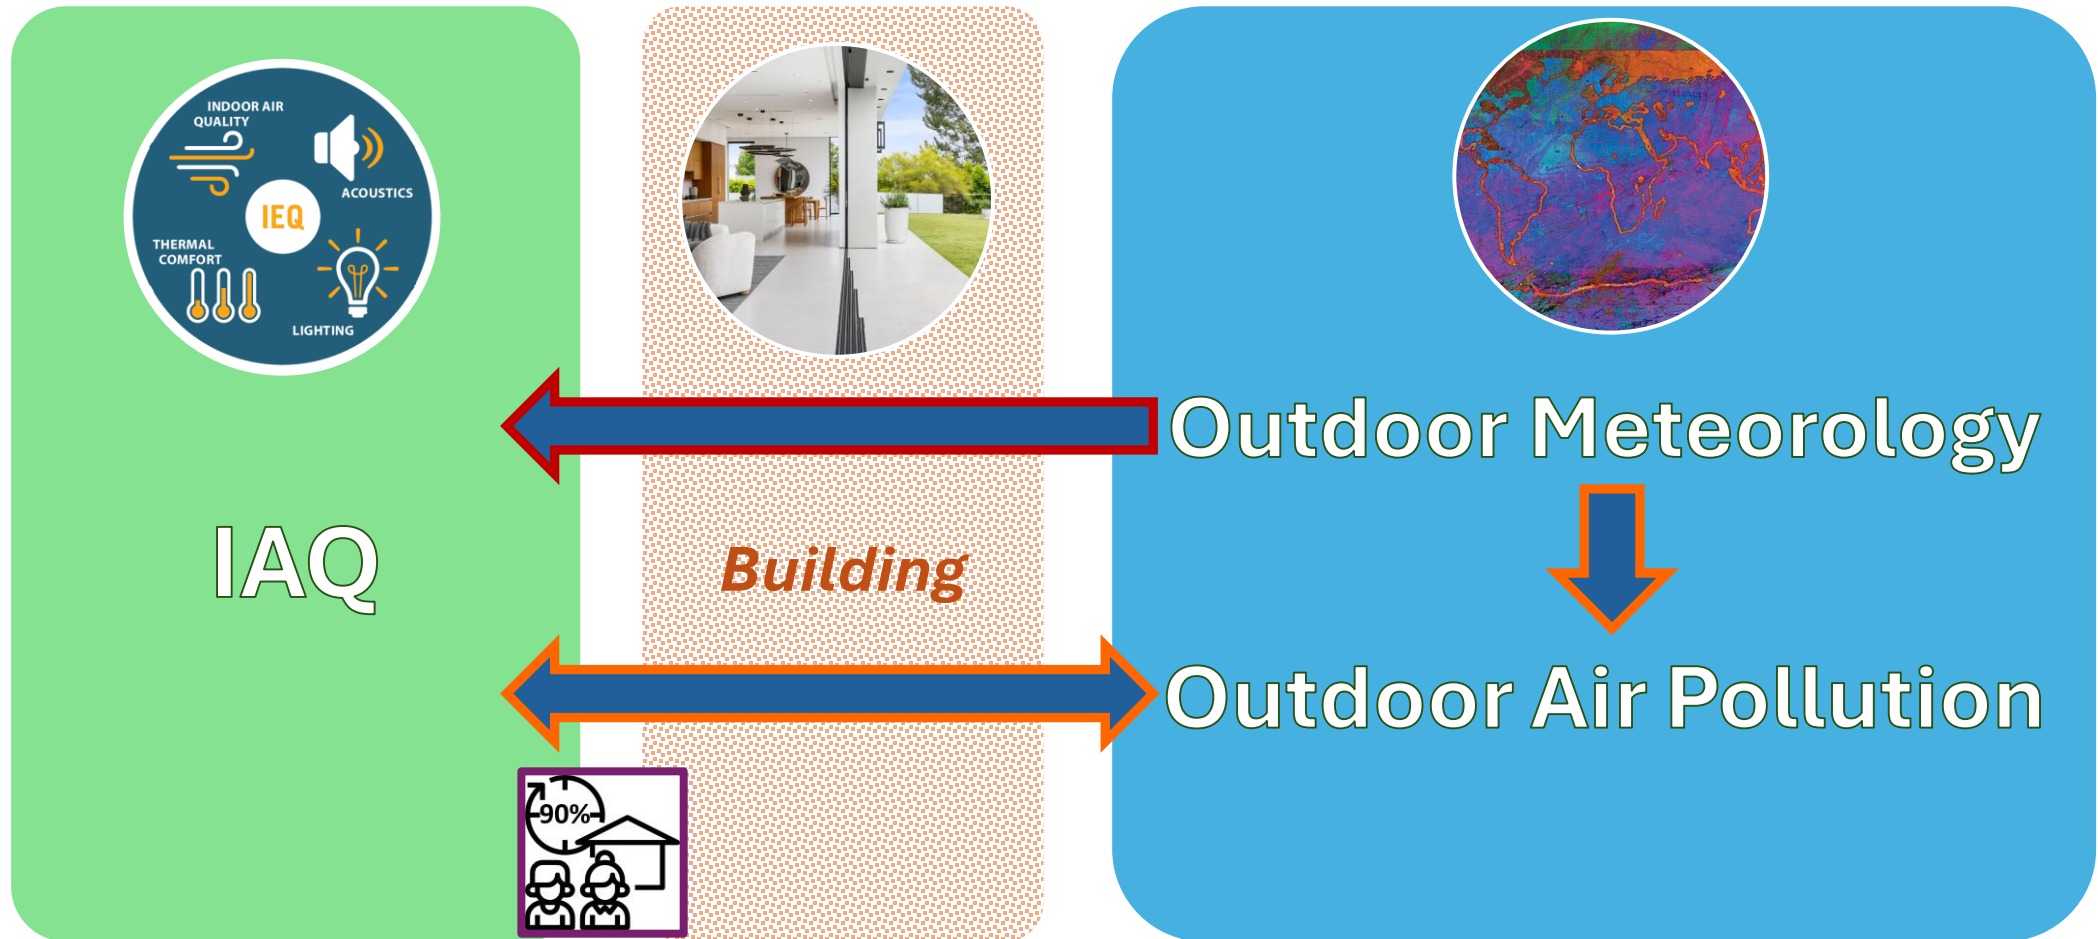 INDOOR AIR
QUALITY
ACOUSTICS
IEQ
THERMAL
COMFORT
LIGHTING
Outdoor Meteorology
IAQ
Building
Outdoor Air Pollution
90%